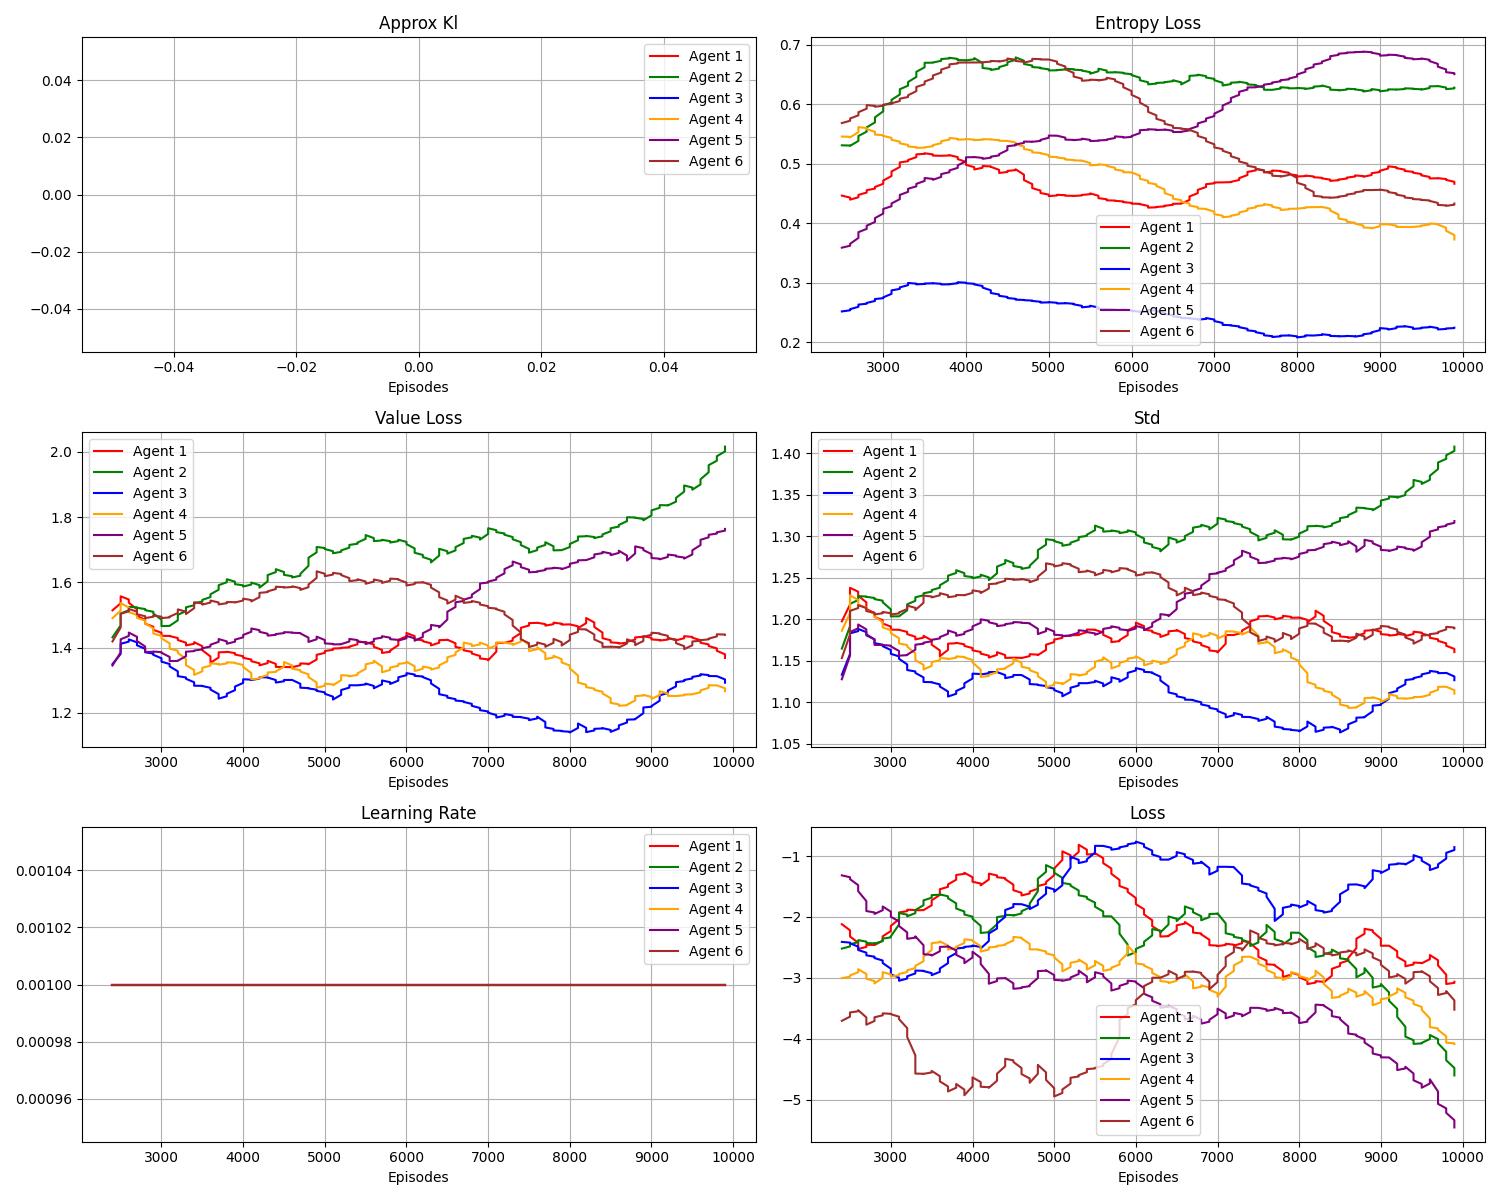 Approx Kl
Agent 1
Agent 2
Agent 3
Agent 4
Agent 5
Agent 6
0.04
0.02
0.00
−0.02
−0.04
−0.04 −0.02 0.00 0.02 0.04
Episodes
Entropy Loss
0.7
0.6
0.5
0.4
0.3
0.2
Agent 1
Agent 2
Agent 3
Agent 4
Agent 5
Agent 6
3000 4000 5000 6000 7000 8000 9000 10000
Episodes
Value Loss
Agent 1
Agent 2
Agent 3
Agent 4
Agent 5
Agent 6
2.0
1.8
1.6
1.4
1.2
3000 4000 5000 6000 7000 8000 9000 10000
Episodes
Std
Agent 1
Agent 2
Agent 3
Agent 4
Agent 5
Agent 6
1.40
1.35
1.30
1.25
1.20
1.15
1.10
1.05
3000 4000 5000 6000 7000 8000 9000 10000
Episodes
Learning Rate
Agent 1
Agent 2
Agent 3
Agent 4
Agent 5
Agent 6
0.00104
0.00102
0.00100
0.00098
0.00096
3000 4000 5000 6000 7000 8000 9000 10000
Episodes
Loss
−1
−2
−3
−4
−5
Agent 1
Agent 2
Agent 3
Agent 4
Agent 5
Agent 6
3000 4000 5000 6000 7000 8000 9000 10000
Episodes